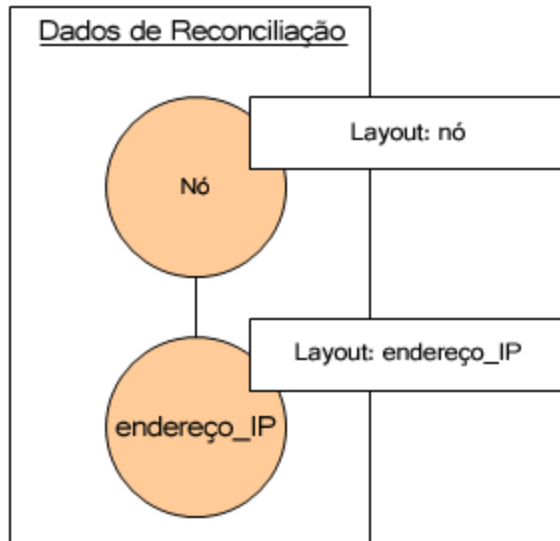 Dados de Reconciliação
Layout: nó
Nó
Layout: endereço_IP
endereço_IP